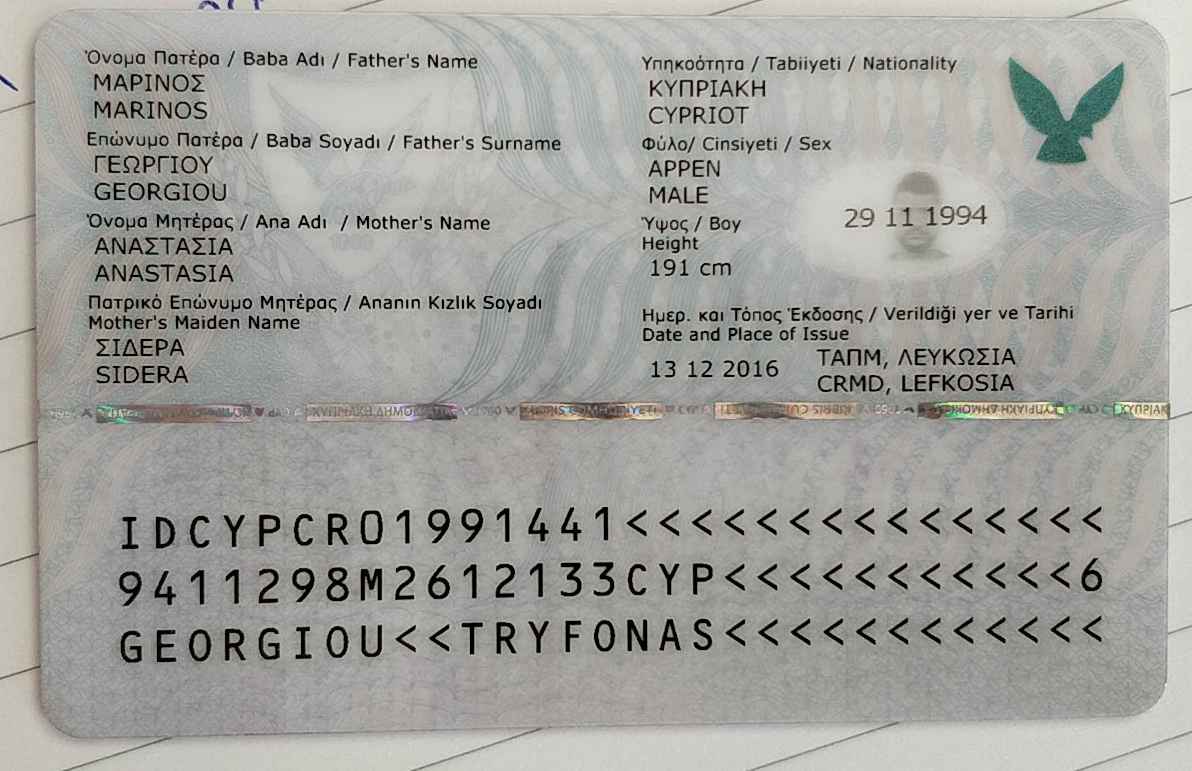 Όνομα Πατέρα / Baba Adı / Father's Name
ΜΑΡΙΝΟΣ
MARINOS
Επώνυμο Πατέρα / Baba Soyadı / Father's Surname
ΓΕΩΡΓΙΟΥ
GEORGIOU
Όνομα Μητέρας / Ana Adı / Mother's Name
ΑΝΑΣΤΑΣΙΑ
ANASTASIA
Πατρικό Επώνυμο Μητέρας / Ananın Kızlık Soyadı
Mother's Maiden Name
ΣΙΔΕΡΑ
SIDERA
Υπηκοότητα / Tabiiyeti / Nationality
ΚΥΠΡΙΑΚΗ
CYPRIOT
Φύλο/ Cinsiyeti / Sex
ΑΡΡΕΝ
MALE
Ύψος / Boy
Height
191 cm
29 11 1994
Ημερ. και Τόπος Έκδοσης / Verildiği yer ve Tarihi
Date and Place of Issue
13 12 2016
ΤΑΠΜ, ΛΕΥΚΩΣΙΑ
CRMD, LEFKOSIA
IDCYPCRO1991441<<<<<<<<<<<<<<<
9411298M2612133CYP<<<<<<<<<<<6
GEORGIOU<<TRYFONAS<<<<<<<<<<<<